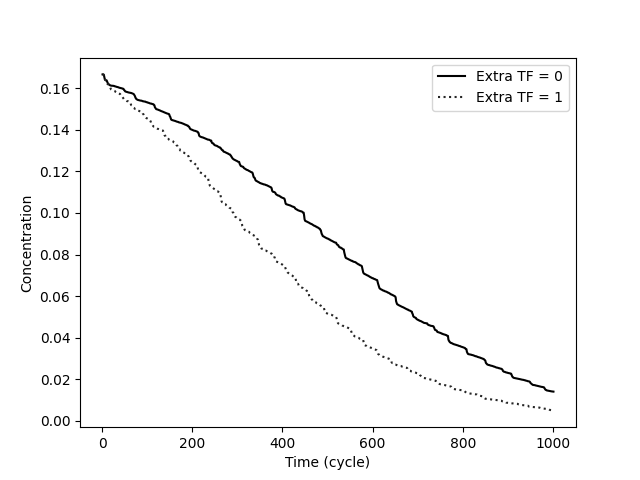 Extra TF = 0
Extra TF = 1
0.16
0.14
0.12
0.10
0.08
0.06
0.04
0.02
0.00
Concentration
0 200 400 600 800 1000
Time (cycle)